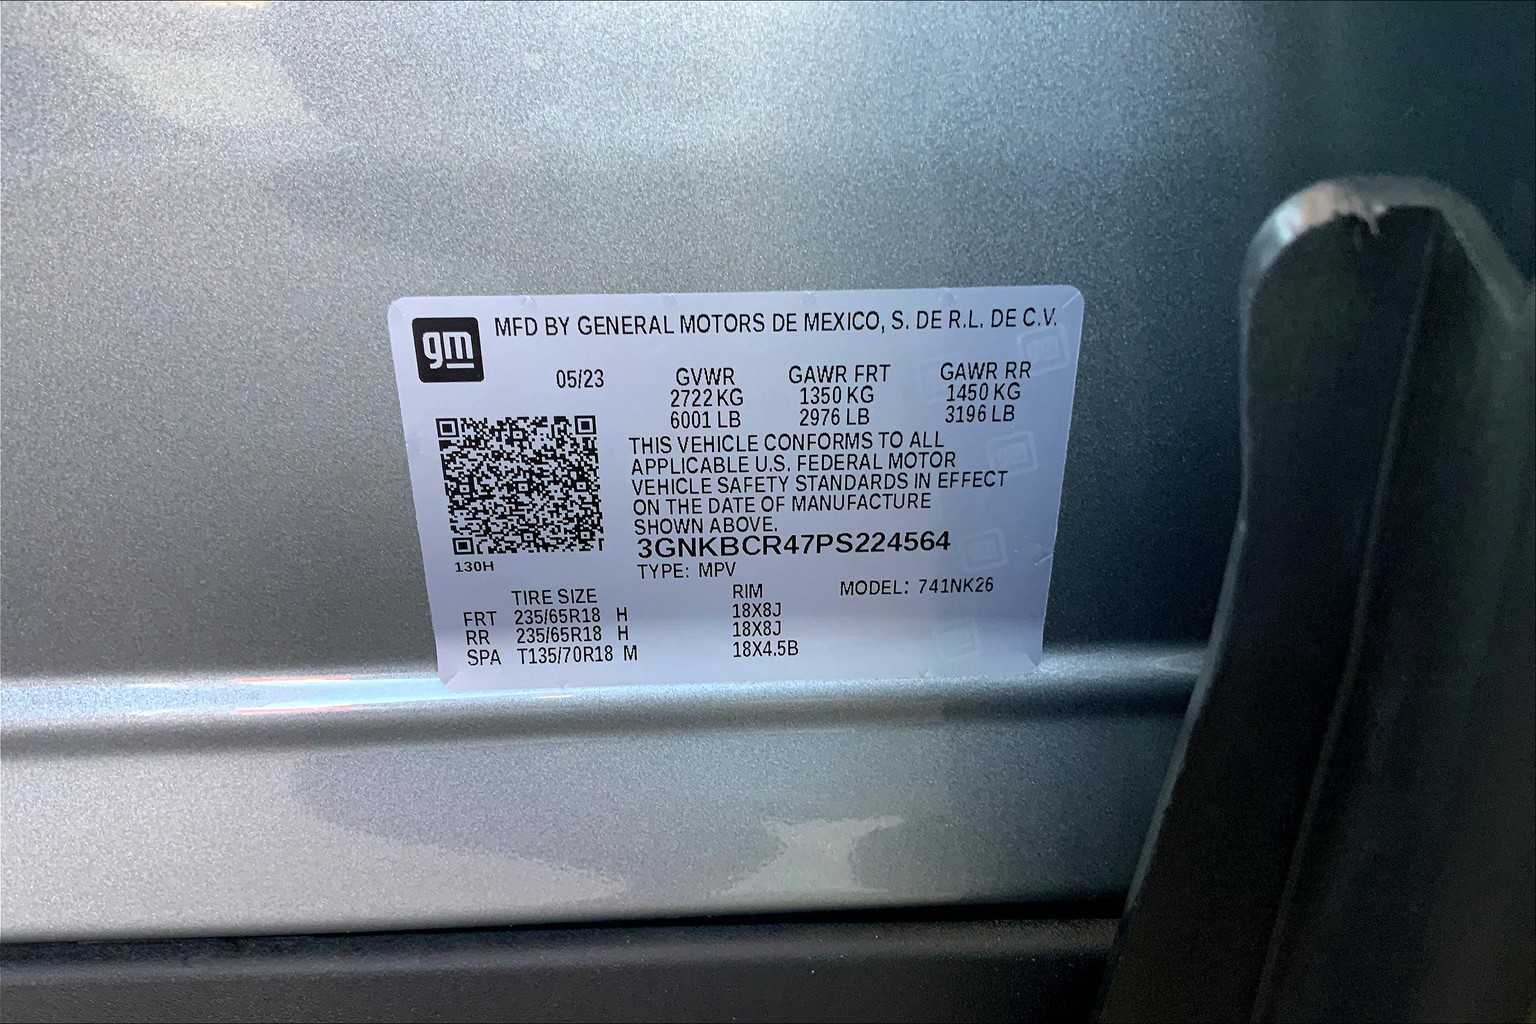 gm
MFD BY GENERAL MOTORS DE MEXICO, S. DE R.L. DE C.V.
05/23 GVWR GAWR FRT GAWR RR
2722 KG 1350 KG 1450 KG
6001 LB 2976 LB 3196 LB
THIS VEHICLE CONFORMS TO ALL
APPLICABLE U.S. FEDERAL MOTOR
VEHICLE SAFETY STANDARDS IN EFFECT
ON THE DATE OF MANUFACTURE
SHOWN ABOVE.
3GNKBCR47PS224564
130H
TYPE: MPV
MODEL: 741NK26
TIRE SIZE RIM
FRT 235/65R18 H 18X8J
RR 235/65R18 H 18X8J
SPA T135/70R18 M 18X4.5B